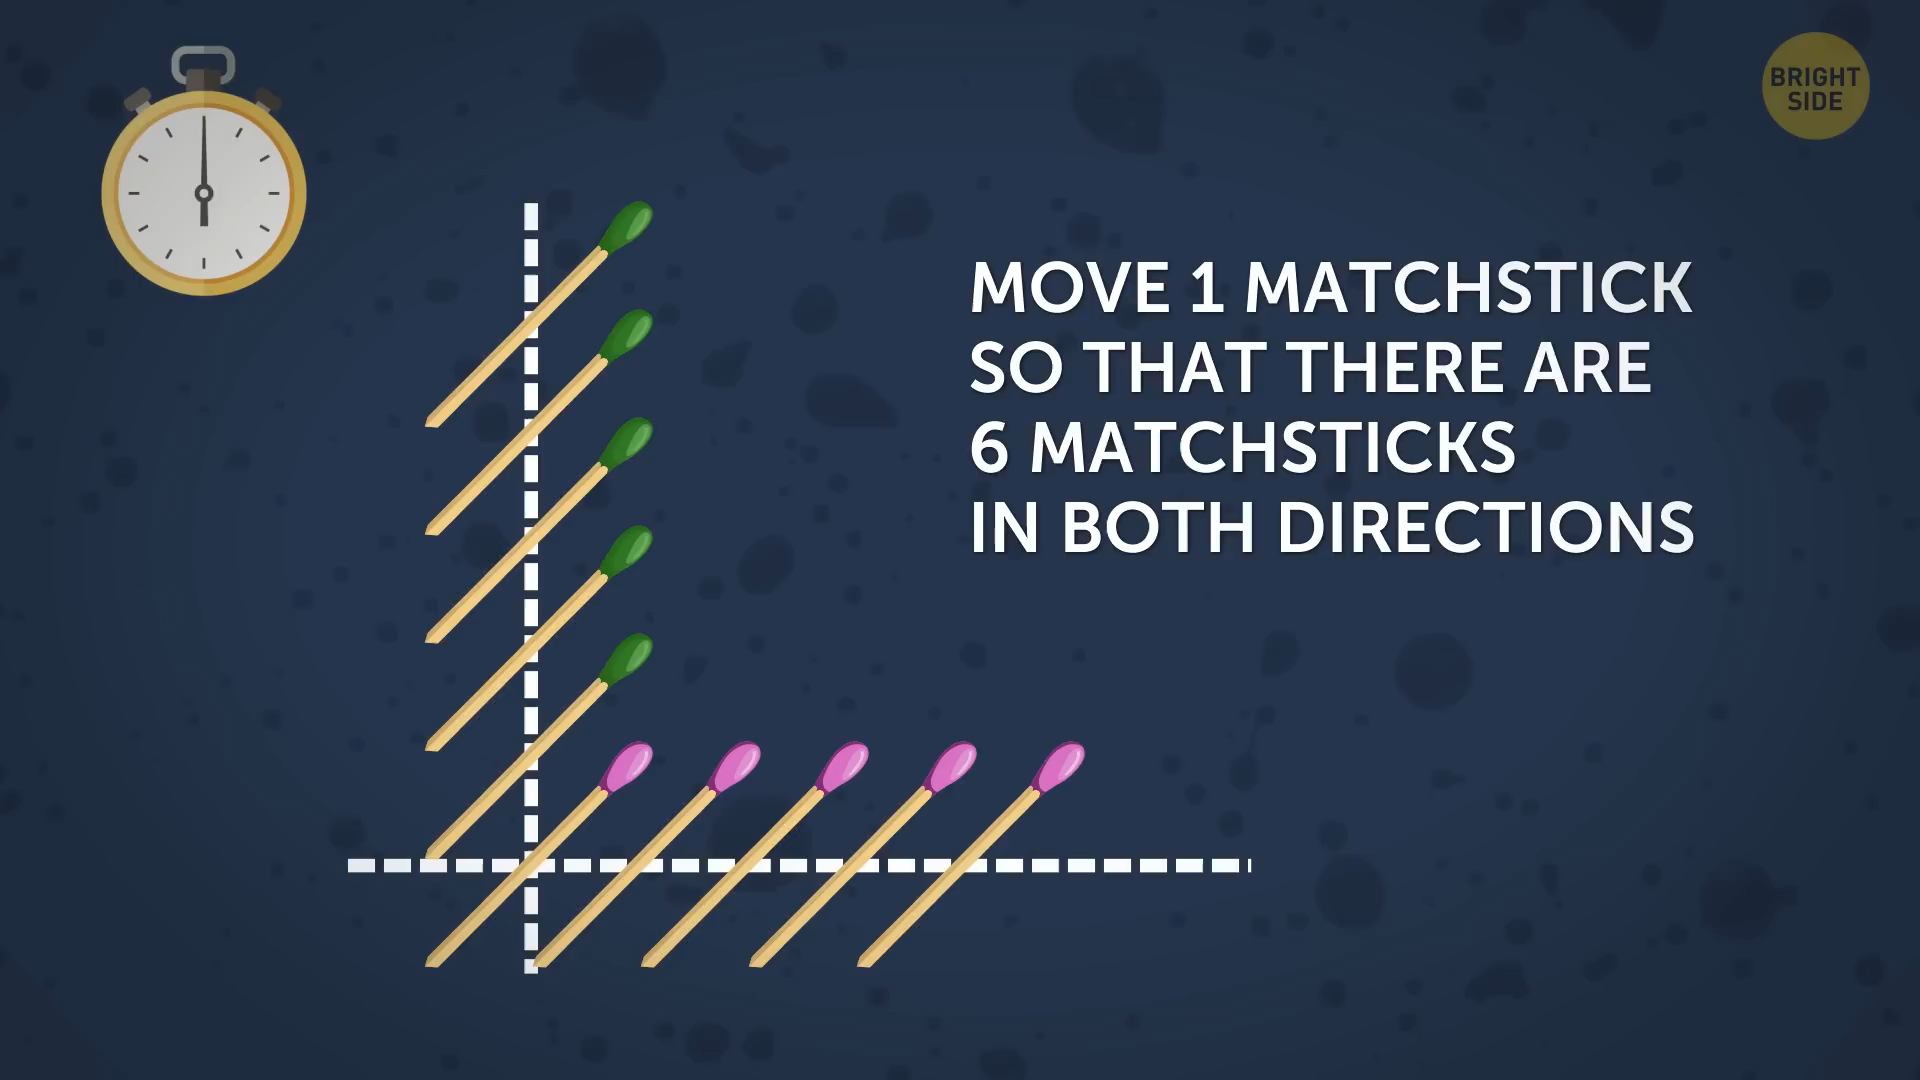 BRIGHT
SIDE
MOVE 1 MATCHSTICK
SO THAT THERE ARE
6 MATCHSTICKS
IN BOTH DIRECTIONS